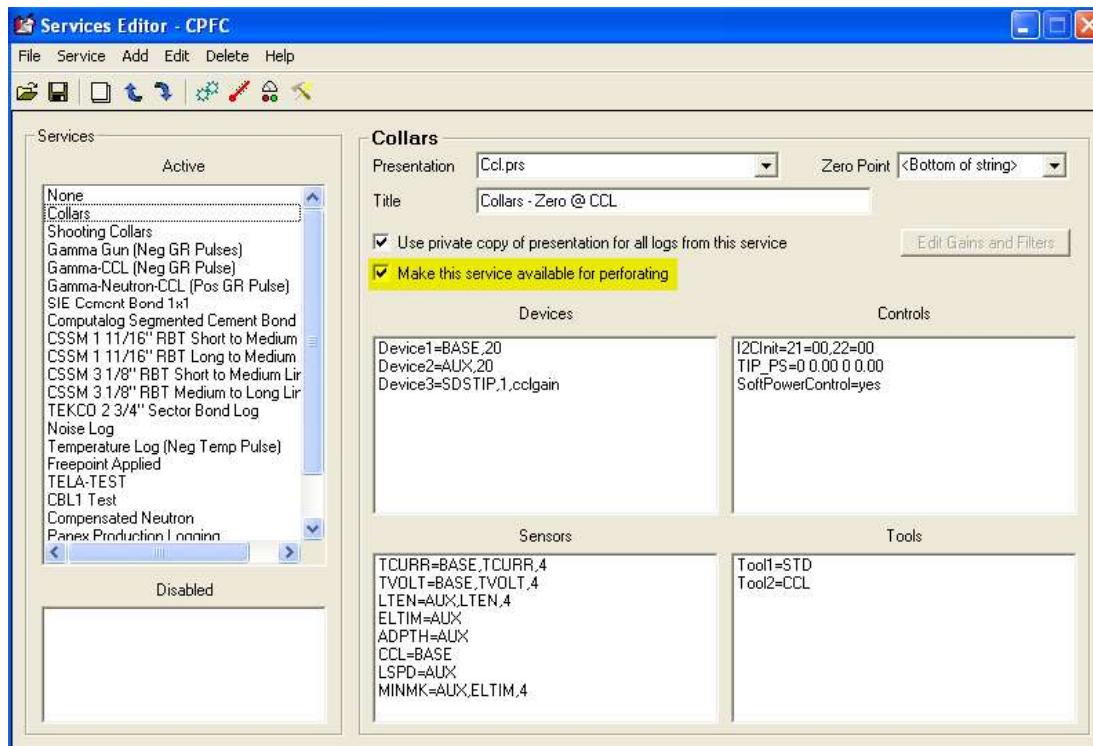 Services Editor - CPFC
File Service Add Edit Delete Help
Services
Active
None
Collars
Shooting Collars
Gamma Gun (Neg GR Pulses)
Gamma-CCL (Neg GR Pulse)
Gamma-Neutron-CCL (Pos GR Pulse)
SIE Cement Bond 1x1
Computalog Segmented Cement Bond
CSSM 1 11/16" RBT Short to Medium
CSSM 1 11/16" RBT Long to Medium
CSSM 3 1/8" RBT Short to Medium Lir
CSSM 3 1/8" RBT Medium to Long Lir
TEKCO 2 3/4" Sector Bond Log
Noise Log
Temperature Log (Neg Temp Pulse)
Freepoint Applied
TELA-TEST
CBL1 Test
Compensated Neutron
Panex Production Logging
Disabled
Collars
Presentation Ccl.prs Zero Point <Bottom of string>
Title Collars - Zero @ CCL
Use private copy of presentation for all logs from this service Edit Gains and Filters
Make this service available for perforating
Devices
Device1=BASE,20
Device2=AUX,20
Device3=SDSTIP,1,cclgain
Controls
I2CInit=21=00,22=00
TIP_PS=0 0.00 0 0.00
SoftPowerControl=yes
Sensors
TCURR=BASE,TCURR,4
TVOLT=BASE,TVOLT,4
LTEN=AUX,LTEN,4
ELTIM=AUX
ADPTH=AUX
CCL=BASE
LSPD=AUX
MINMK=AUX,ELTIM,4
Tools
Tool1=STD
Tool2=CCL